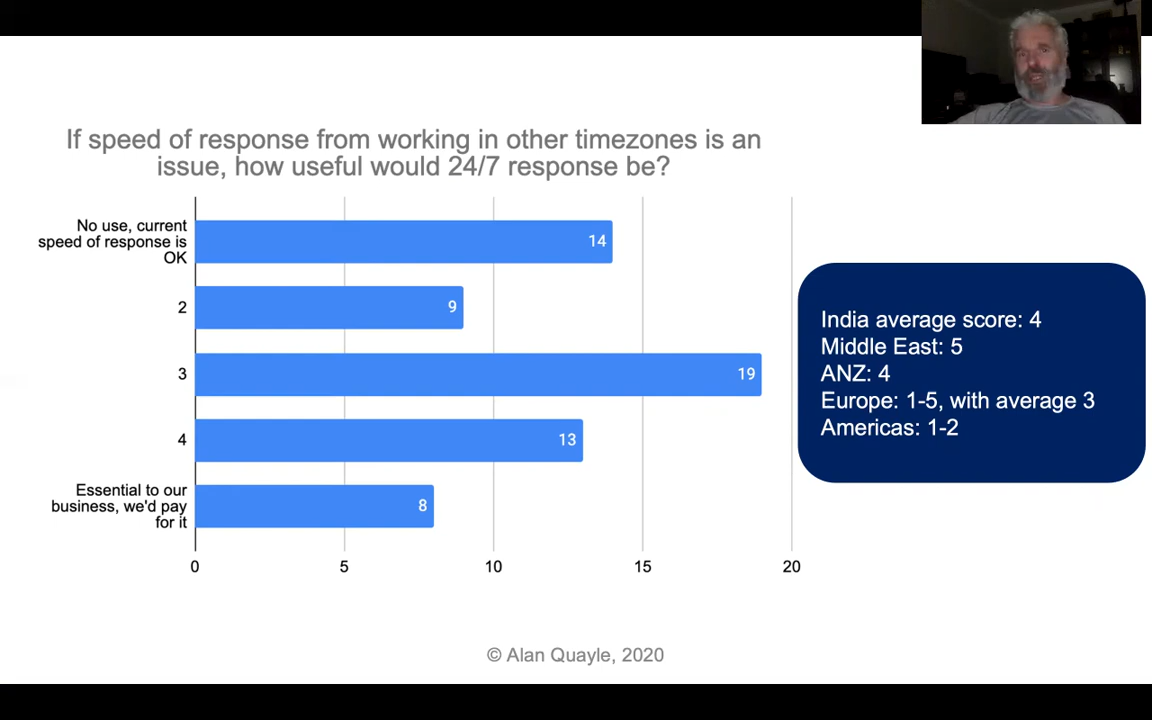 If speed of response from working in other timezones is an
issue, how useful would 24/7 response be?
No use, current
speed of response is
OK
14
2
9
3
19
4
13
Essential to our
business, we'd pay
for it
8
0
5
10
15
20
India average score: 4
Middle East: 5
ANZ: 4
Europe: 1-5, with average 3
Americas: 1-2
© Alan Quayle, 2020